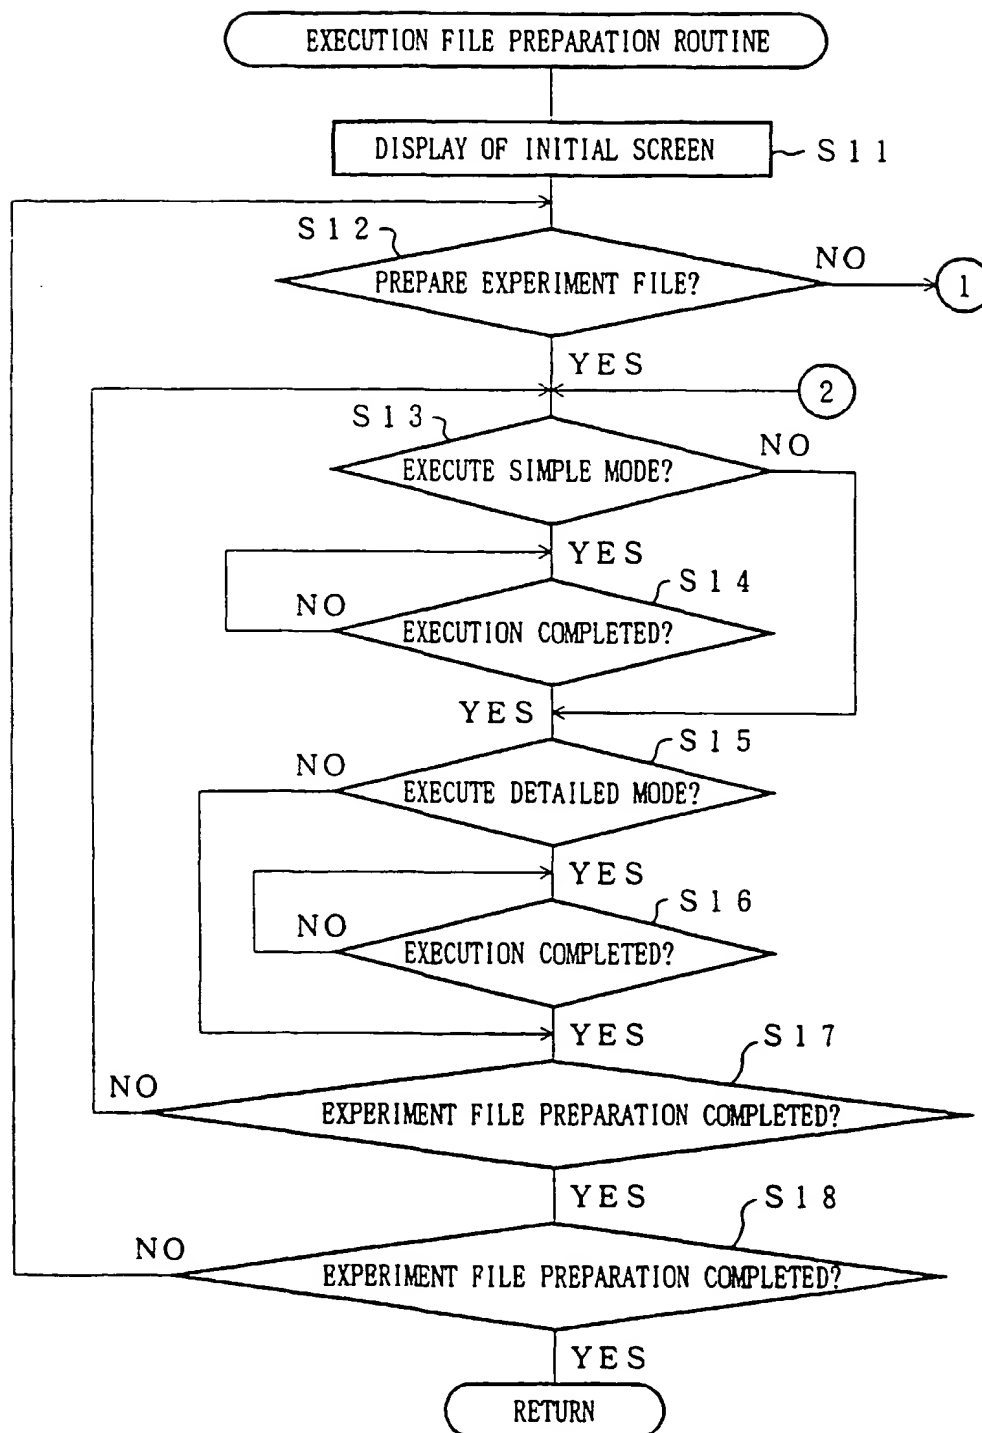 EXECUTION FILE PREPARATION ROUTINE
DISPLAY OF INITIAL SCREEN
S11
S12
PREPARE EXPERIMENT FILE?
NO
1
YES
2
S13
EXECUTE SIMPLE MODE?
NO
YES
S14
NO
EXECUTION COMPLETED?
YES
S15
NO
EXECUTE DETAILED MODE?
YES
S16
NO
EXECUTION COMPLETED?
YES
S17
NO
EXPERIMENT FILE PREPARATION COMPLETED?
YES
S18
NO
EXPERIMENT FILE PREPARATION COMPLETED?
YES
RETURN